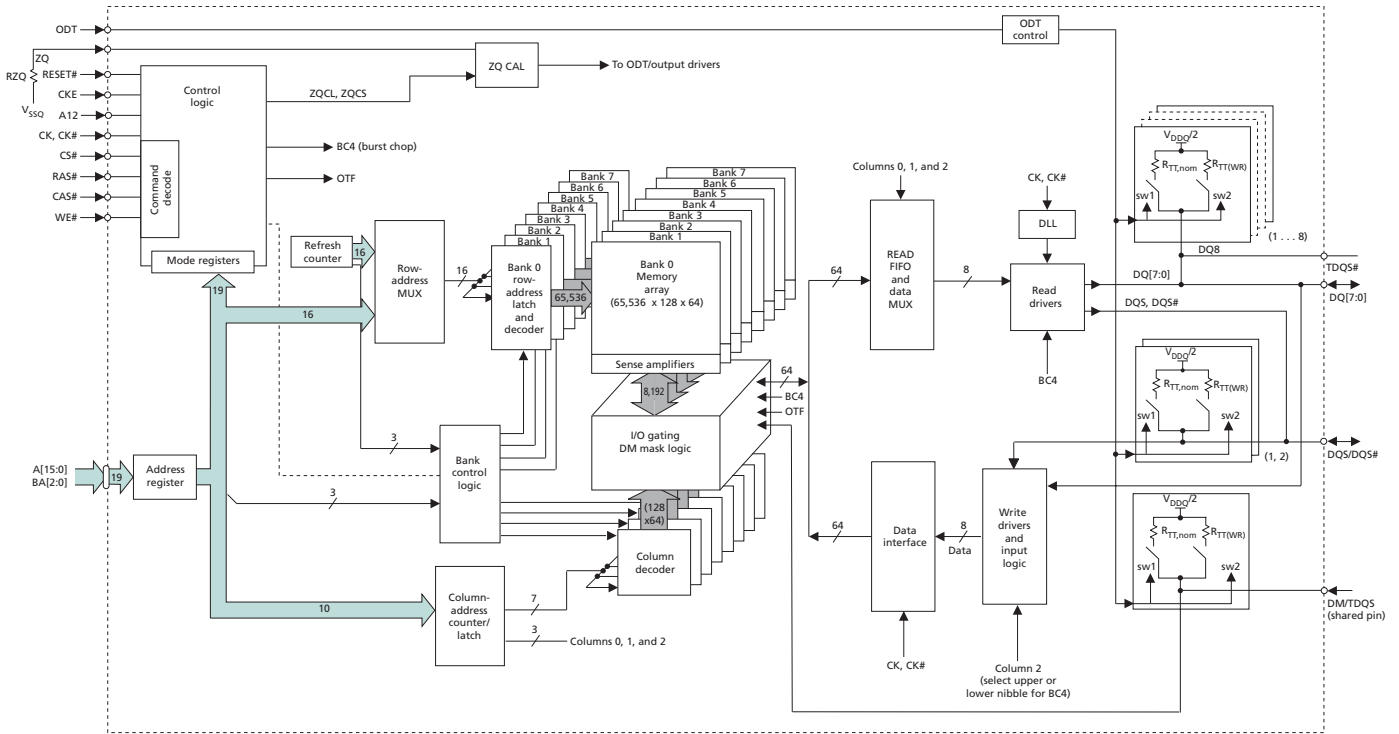 ODT
ODT
control
ZQ
RZQ
VSSQ
RESET#
CKE
A12
CK, CK#
CS#
RAS#
CAS#
WE#
Control
logic
Command
decode
Mode registers
ZQCL, ZQCS
ZQ CAL
To ODT/output drivers
BC4 (burst chop)
OTF
Refresh
counter
16
Row-
address
MUX
16
19
16
Bank 7
Bank 6
Bank 5
Bank 4
Bank 3
Bank 2
Bank 1
Bank 0
row-
address
latch
and
decoder
65,536
Bank 7
Bank 6
Bank 5
Bank 4
Bank 3
Bank 2
Bank 1
Bank 0
Memory
array
(65,536 x 128 x 64)
Sense amplifiers
8,192
64
BC4
OTF
I/O gating
DM mask logic
(128
x64)
Column
decoder
A[15:0]
BA[2:0]
19
Address
register
3
3
Bank
control
logic
10
Column-
address
counter/
latch
7
3
Columns 0, 1, and 2
Columns 0, 1, and 2
64
READ
FIFO
and
data
MUX
8
CK, CK#
DLL
Read
drivers
BC4
DQ8
DQ[7:0]
DQS, DQS#
TDQS#
DQ[7:0]
VDDQ/2
RTT,nom
RTT(WR)
sw1
sw2
(1 . . . 8)
VDDQ/2
RTT,nom
RTT(WR)
sw1
sw2
(1, 2)
DQS/DQS#
64
Data
interface
8
Data
Write
drivers
and
input
logic
CK, CK#
Column 2
(select upper or
lower nibble for BC4)
VDDQ/2
RTT,nom
RTT(WR)
sw1
sw2
DM/TDQS
(shared pin)